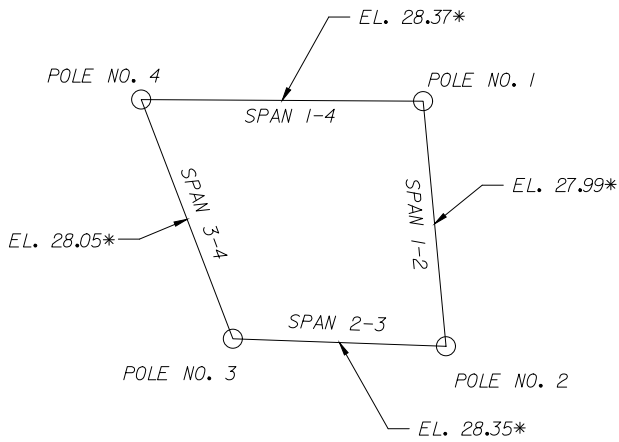 EL. 28.37*
POLE NO. 4
POLE NO. 1
SPAN 1-4
SPAN 3-4
SPAN 1-2
EL. 27.99*
EL. 28.05*
SPAN 2-3
POLE NO. 3
POLE NO. 2
EL. 28.35*